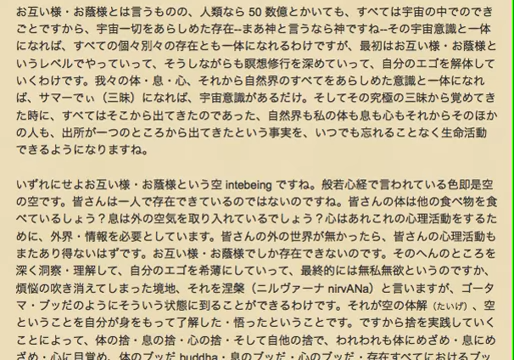 お互い様・お蔭様とは言うものの、人類なら 50 数億とかいても、すべては宇宙の中でのでき
ごとですから、宇宙一切をあらしめた存在--まあ神と言うなら神ですね--その宇宙意識と一体
になれば、すべての個々別々の存在とも一体になれるわけですが、最初はお互い様・お蔭様と
いうレベルでやっていって、そうしながらも瞑想修行を深めていって、自分のエゴを解体して
いくわけです。我々の体・息・心、それから自然界のすべてをあらしめた意識と一体になれ
ば、サマーでぃ（三昧）になれば、宇宙意識があるだけ。そしてその究極の三昧から覚めてき
た時に、すべてはそこから出てきたのであった、自然界も私の体も息も心もそれからそのほか
の人も、出所が一つのところから出てきたという事実を、いつでも忘れることなく生命活動
できるようになりますね。
いずれにせよお互い様・お蔭様という空 intebeing ですね。般若心経で言われている色即是空
の空です。皆さんは一人で存在できているのではないのですね。皆さんの体は他の食べ物を食
べているしょう？息は外の空気を取り入れているでしょう？心はあれこれの心理活動をするた
めに、外界・情報を必要としています。皆さんの外の世界が無かったら、皆さんの心理活動も
またあり得ないはずです。お互い様・お蔭様でしか存在できないのです。そのへんのところを
深く洞察・理解して、自分のエゴを希薄にしていって、最終的には無私無欲というのですか、
煩悩の吹き消えてしまった境地、それを涅槃（ニルヴァーナ nirvANa）と言いますが、ゴータ
マ・ブッだのようにそういう状態に到ることができるわけです。それが空の体解（たいげ）、空
ということを自分が身をもって了解した・悟ったということです。ですから捨を実践していく
ことによって、体の捨・息の捨・心の捨・そして自他の捨で、われわれも体にめざめ・息にめ
ざめ・心に目覚め、体のブッだ buddha・息のブッだ・心のブッだ・存在すべてにおけるブッ